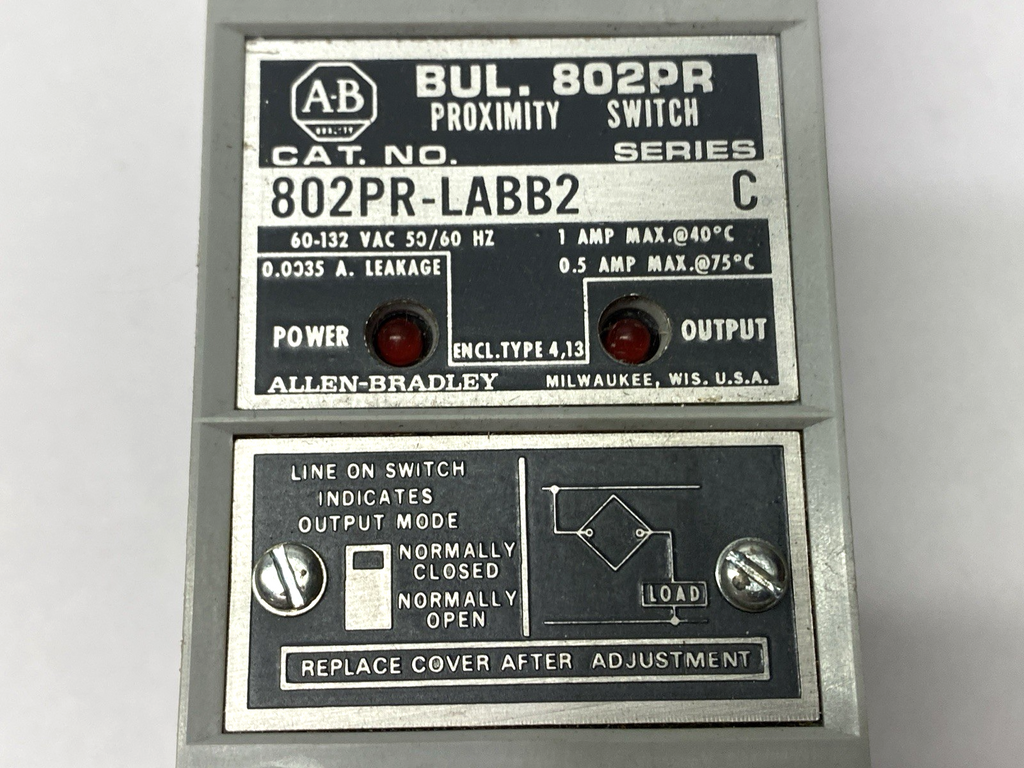 A-B
BUL. 802PR
PROXIMITY SWITCH
CAT. NO. SERIES
802PR-LABB2 C
60-132 VAC 50/60 HZ 1 AMP MAX.@40°C
0.0035 A. LEAKAGE 0.5 AMP MAX.@75°C
POWER OUTPUT
ENCL.TYPE 4,13
ALLEN-BRADLEY MILWAUKEE, WIS. U.S.A.
LINE ON SWITCH
INDICATES
OUTPUT MODE
NORMALLY
CLOSED
NORMALLY
OPEN
LOAD
REPLACE COVER AFTER ADJUSTMENT